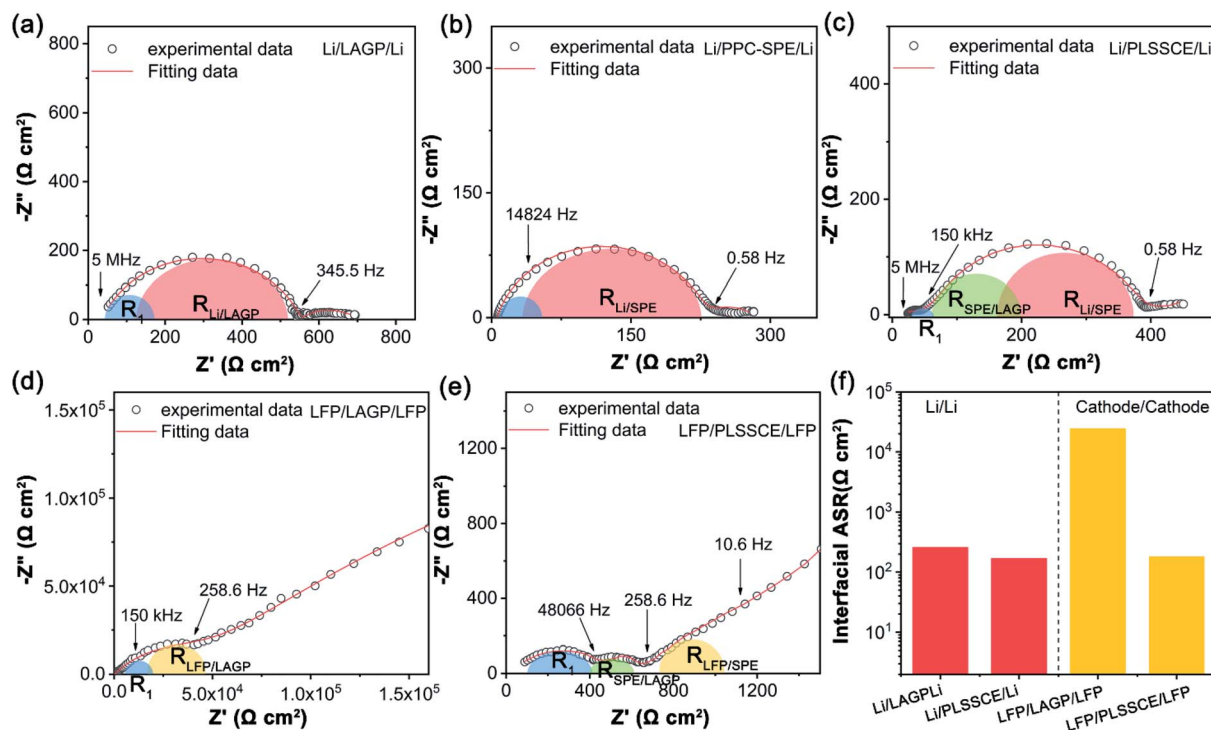 (a)
experimental data Li/LAGP/Li
Fitting data
800
600
400
200
0
-Z" (Ω cm²)
5 MHz
345.5 Hz
R₁
R Li/LAGP
0 200 400 600 800
Z' (Ω cm²)
(b)
experimental data Li/PPC-SPE/Li
Fitting data
300
150
0
-Z" (Ω cm²)
14824 Hz
0.58 Hz
R Li/SPE
0 150 300
Z' (Ω cm²)
(c)
experimental data Li/PLSSCE/Li
Fitting data
400
200
0
-Z" (Ω cm²)
5 MHz
150 kHz
0.58 Hz
R₁
R SPE/LAGP
R Li/SPE
0 200 400
Z' (Ω cm²)
(d)
experimental data LFP/LAGP/LFP
Fitting data
1.5x10⁵
1.0x10⁵
5.0x10⁴
0.0
-Z" (Ω cm²)
150 kHz
258.6 Hz
R₁
R LFP/LAGP
0.0 5.0x10⁴ 1.0x10⁵ 1.5x10⁵
Z' (Ω cm²)
(e)
experimental data
Fitting data LFP/PLSSCE/LFP
1400
1200
800
400
0
-Z" (Ω cm²)
48066 Hz
258.6 Hz
10.6 Hz
R₁
R SPE/LAGP
R LFP/SPE
0 400 800 1200
Z' (Ω cm²)
(f)
Li/Li Cathode/Cathode
10⁵
10⁴
10³
10²
10¹
Interfacial ASR(Ω cm²)
Li/LAGPLi
Li/PLSSCE/Li
LFP/LAGP/LFP
LFP/PLSSCE/LFP